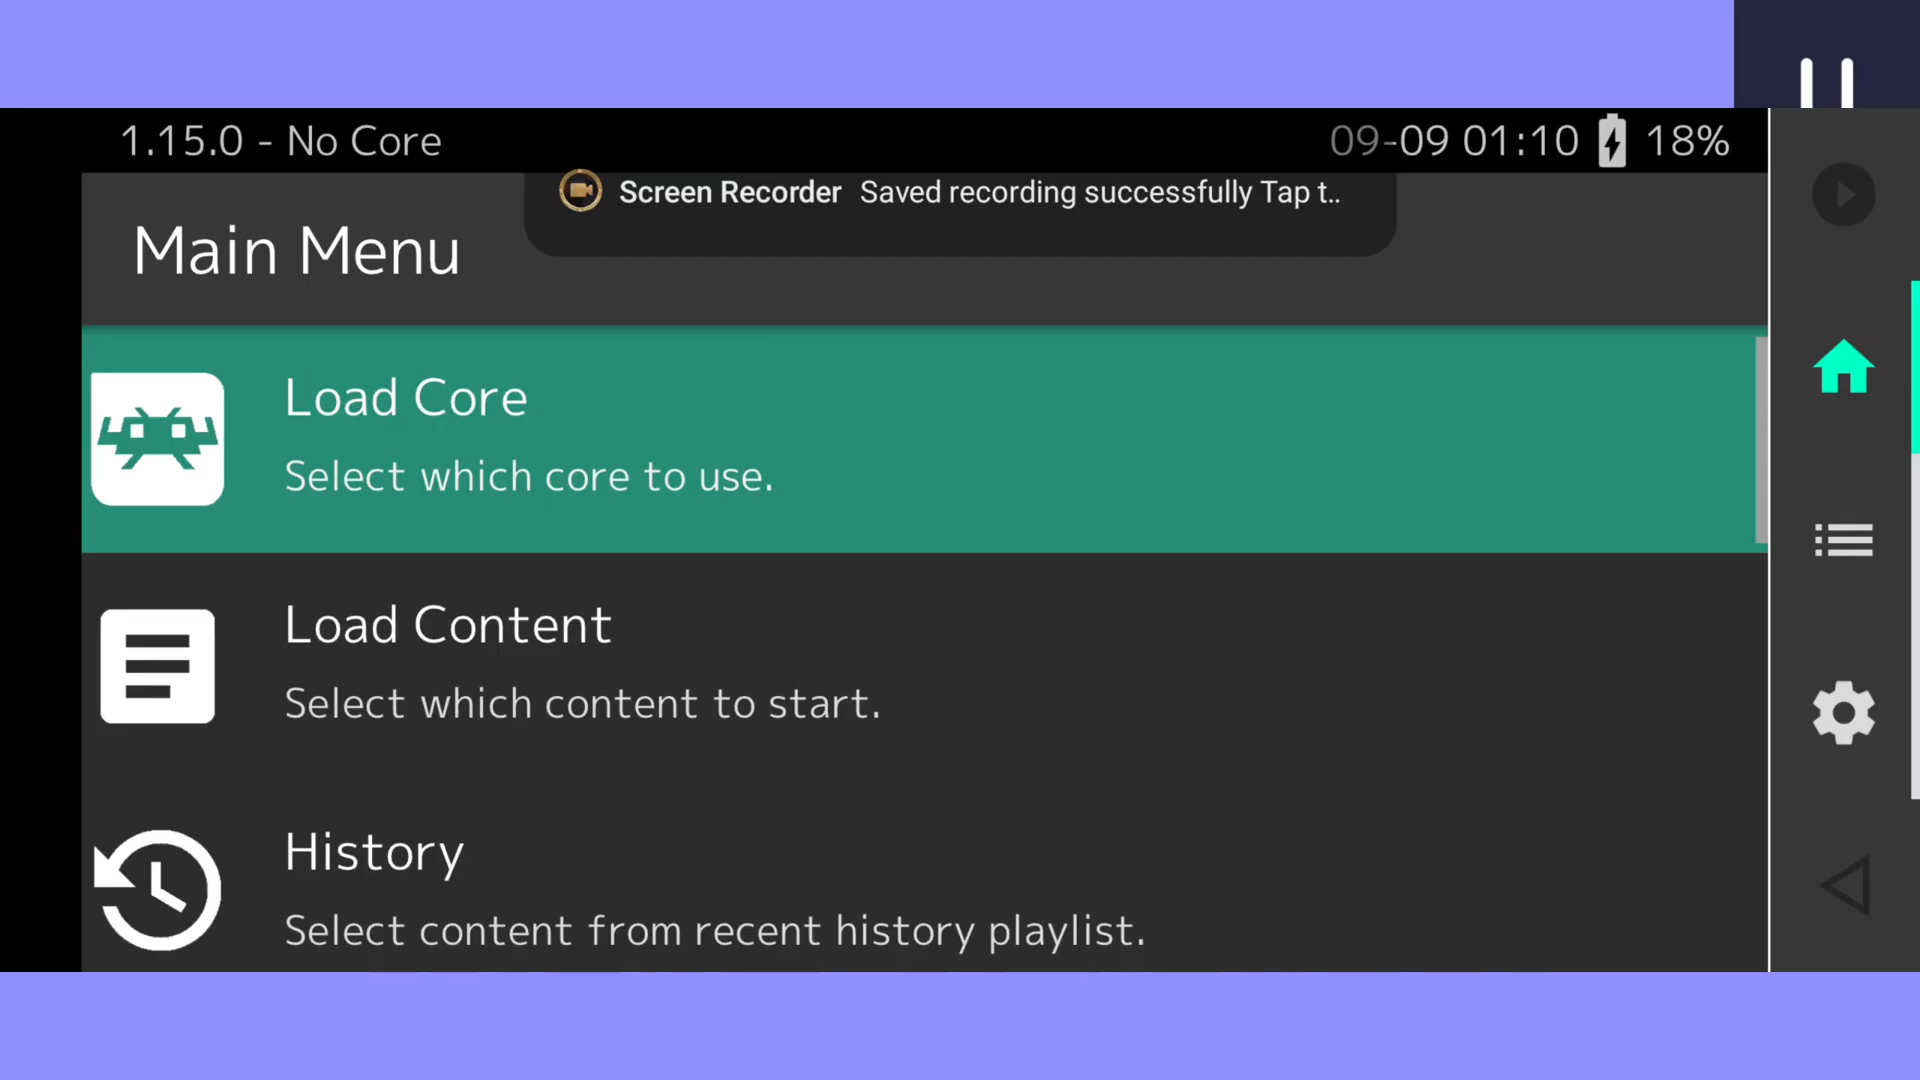 1.15.0 - No Core
09-09 01:10 18%
Screen Recorder Saved recording successfully Tap t..
Main Menu
Load Core
Select which core to use.
Load Content
Select which content to start.
History
Select content from recent history playlist.